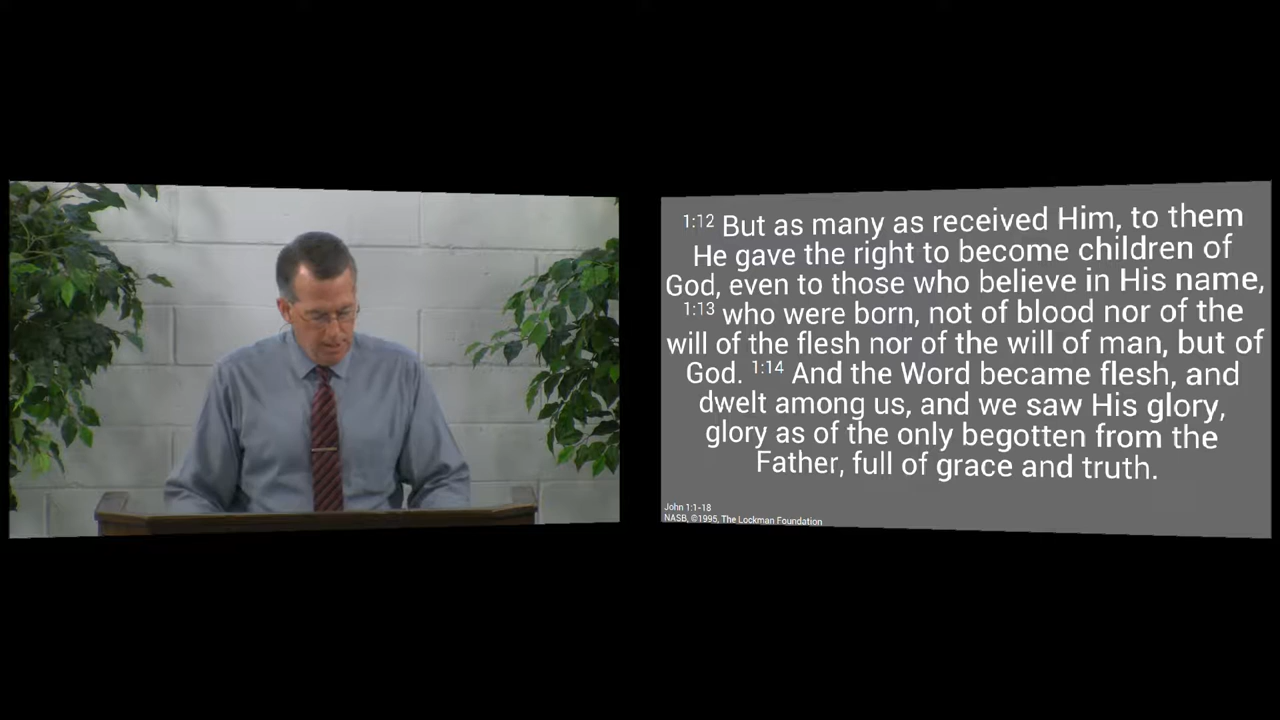 1:12 But as many as received Him, to them
He gave the right to become children of
God, even to those who believe in His name,
1:13 who were born, not of blood nor of the
will of the flesh nor of the will of man, but of
God. 1:14 And the Word became flesh, and
dwelt among us, and we saw His glory,
glory as of the only begotten from the
Father, full of grace and truth.
John 1:1-18
NASB, ©1995, The Lockman Foundation